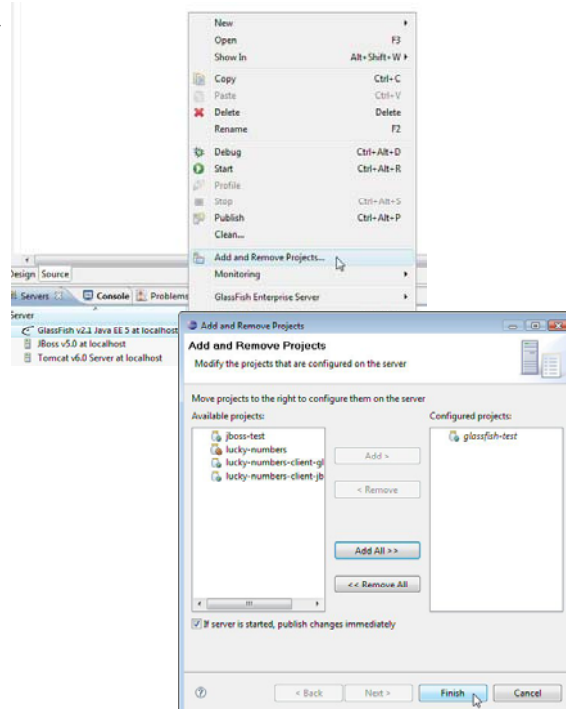 New
Open F3
Show In Alt+Shift+W
Copy Ctrl+C
Paste Ctrl+V
Delete Delete
Rename F2
Debug Ctrl+Alt+D
Start Ctrl+Alt+R
Profile
Stop Ctrl+Alt+S
Publish Ctrl+Alt+P
Clean...
Add and Remove Projects...
Monitoring
GlassFish Enterprise Server
Design Source
Servers Console Problems
Server
GlassFish v2.1 Java EE 5 at localhost
JBoss v5.0 at localhost
Tomcat v6.0 Server at localhost
Add and Remove Projects
Add and Remove Projects
Modify the projects that are configured on the server
Move projects to the right to configure them on the server
Available projects: Configured projects:
jboss-test
lucky-numbers
lucky-numbers-client-gl
lucky-numbers-client-jb
glassfish-test
Add >
< Remove
Add All >>
<< Remove All
If server is started, publish changes immediately
< Back Next > Finish Cancel